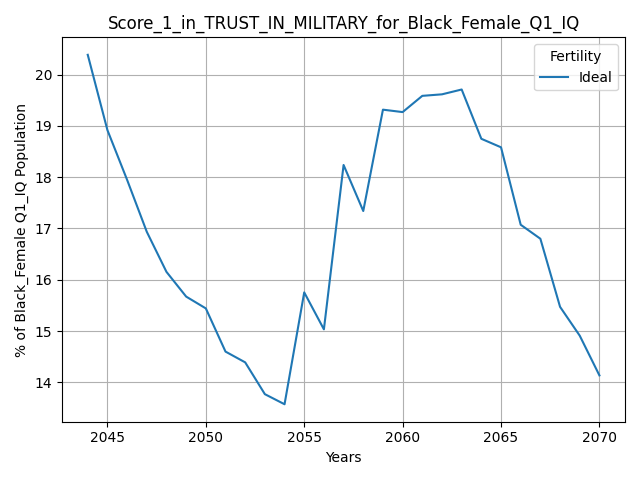 Score_1_in_TRUST_IN_MILITARY_for_Black_Female_Q1_IQ
Fertility
Ideal
% of Black_Female Q1_IQ Population
20
19
18
17
16
15
14
2045
2050
2055
2060
2065
2070
Years